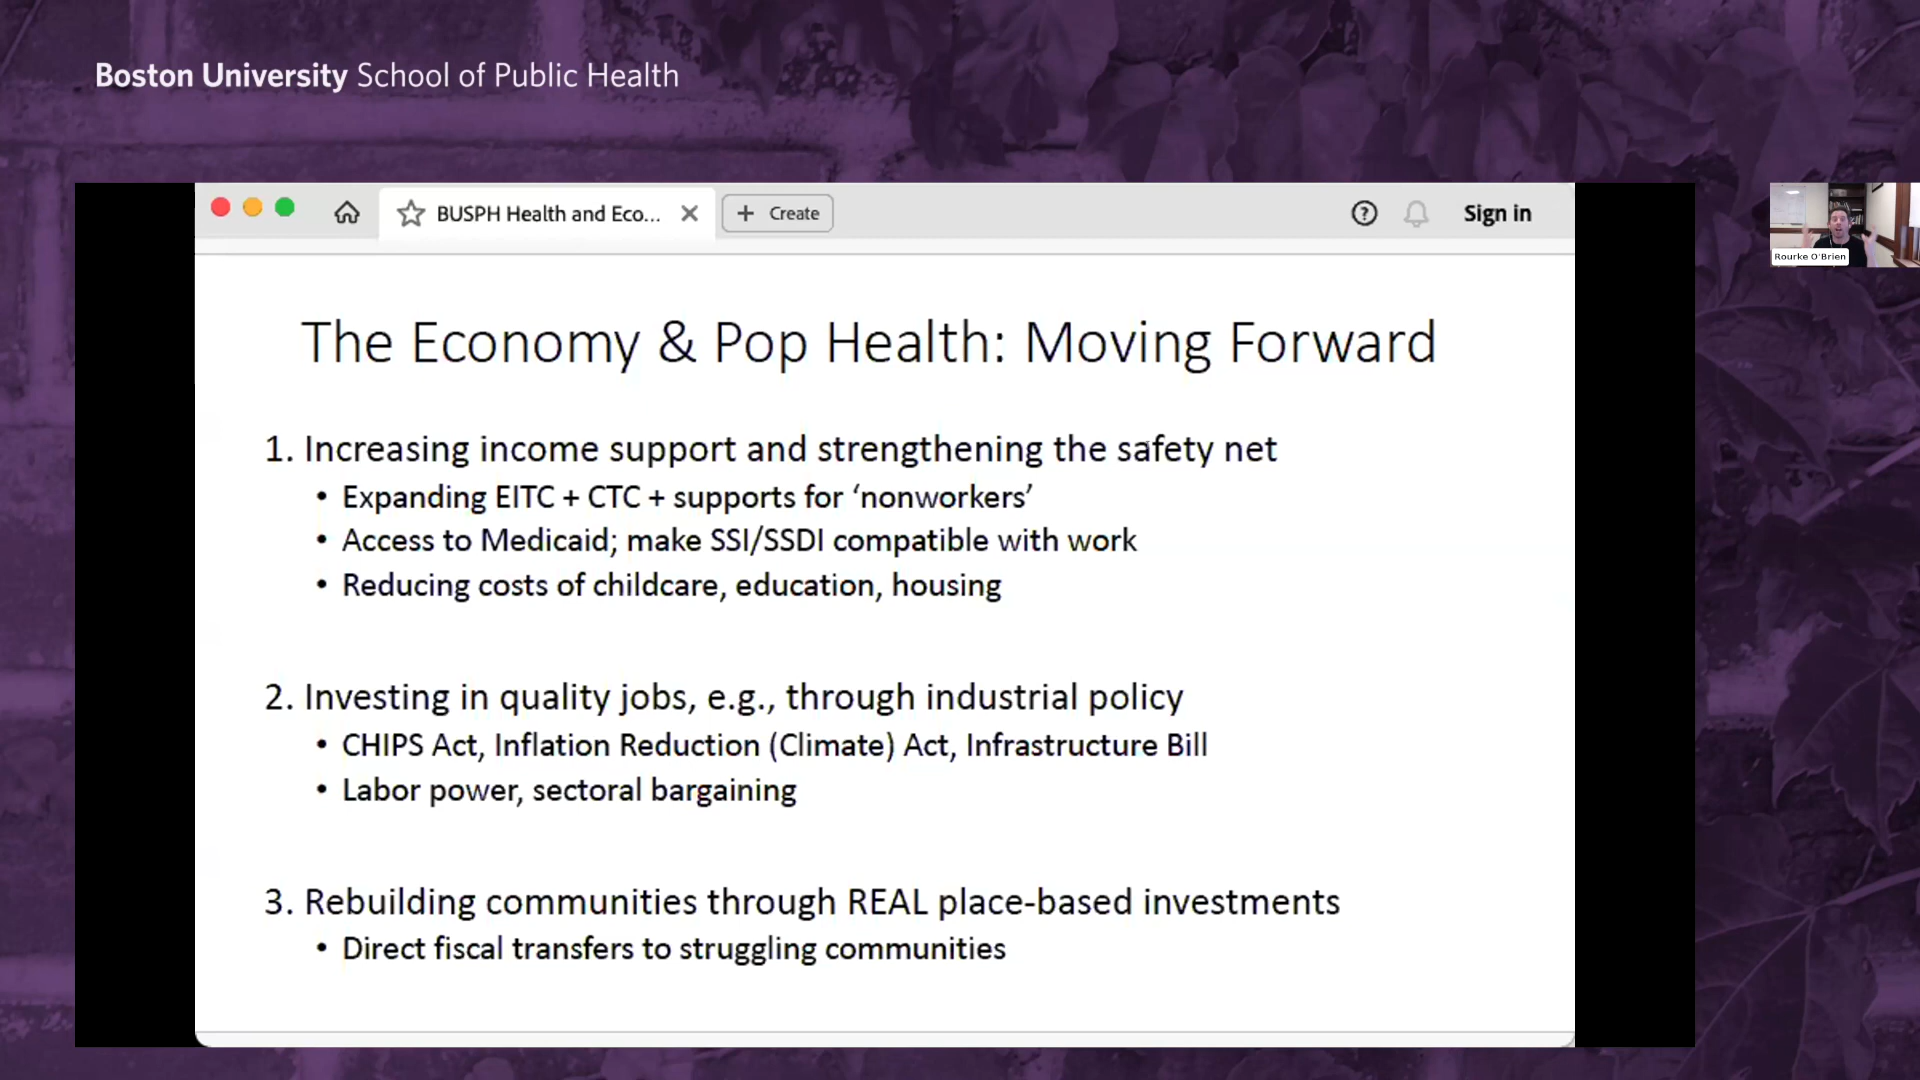 Boston University School of Public Health
BUSPH Health and Eco...
+ Create
Sign in
Rourke O'Brien
The Economy & Pop Health: Moving Forward
1. Increasing income support and strengthening the safety net
• Expanding EITC + CTC + supports for ‘nonworkers’
• Access to Medicaid; make SSI/SSDI compatible with work
• Reducing costs of childcare, education, housing
2. Investing in quality jobs, e.g., through industrial policy
• CHIPS Act, Inflation Reduction (Climate) Act, Infrastructure Bill
• Labor power, sectoral bargaining
3. Rebuilding communities through REAL place-based investments
• Direct fiscal transfers to struggling communities